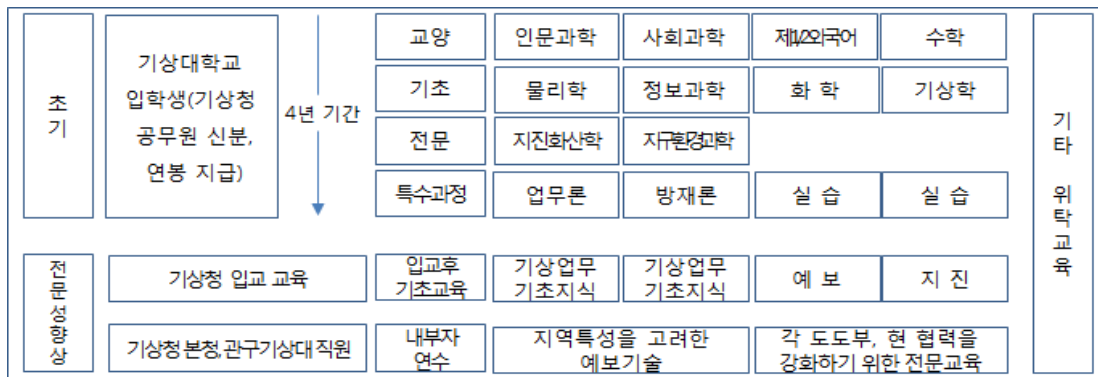 초기
기상대학교
입학생(기상청
공무원 신분,
연봉 지급)
4년 기간
교양 인문과학 사회과학 제1/2외국어 수학
기초 물리학 정보과학 화 학 기상학
전문 지진화산학 지구환경과학
특수과정 업무론 방재론 실 습 실 습
전문성향상
기상청 입교 교육
입교후
기초교육
기상업무
기초지식
기상업무
기초지식
예 보
지 진
기상청 본청, 관구기상대 직원
내부자
연수
지역특성을 고려한
예보기술
각 도도부, 현 협력을
강화하기 위한 전문교육
기타 위탁교육